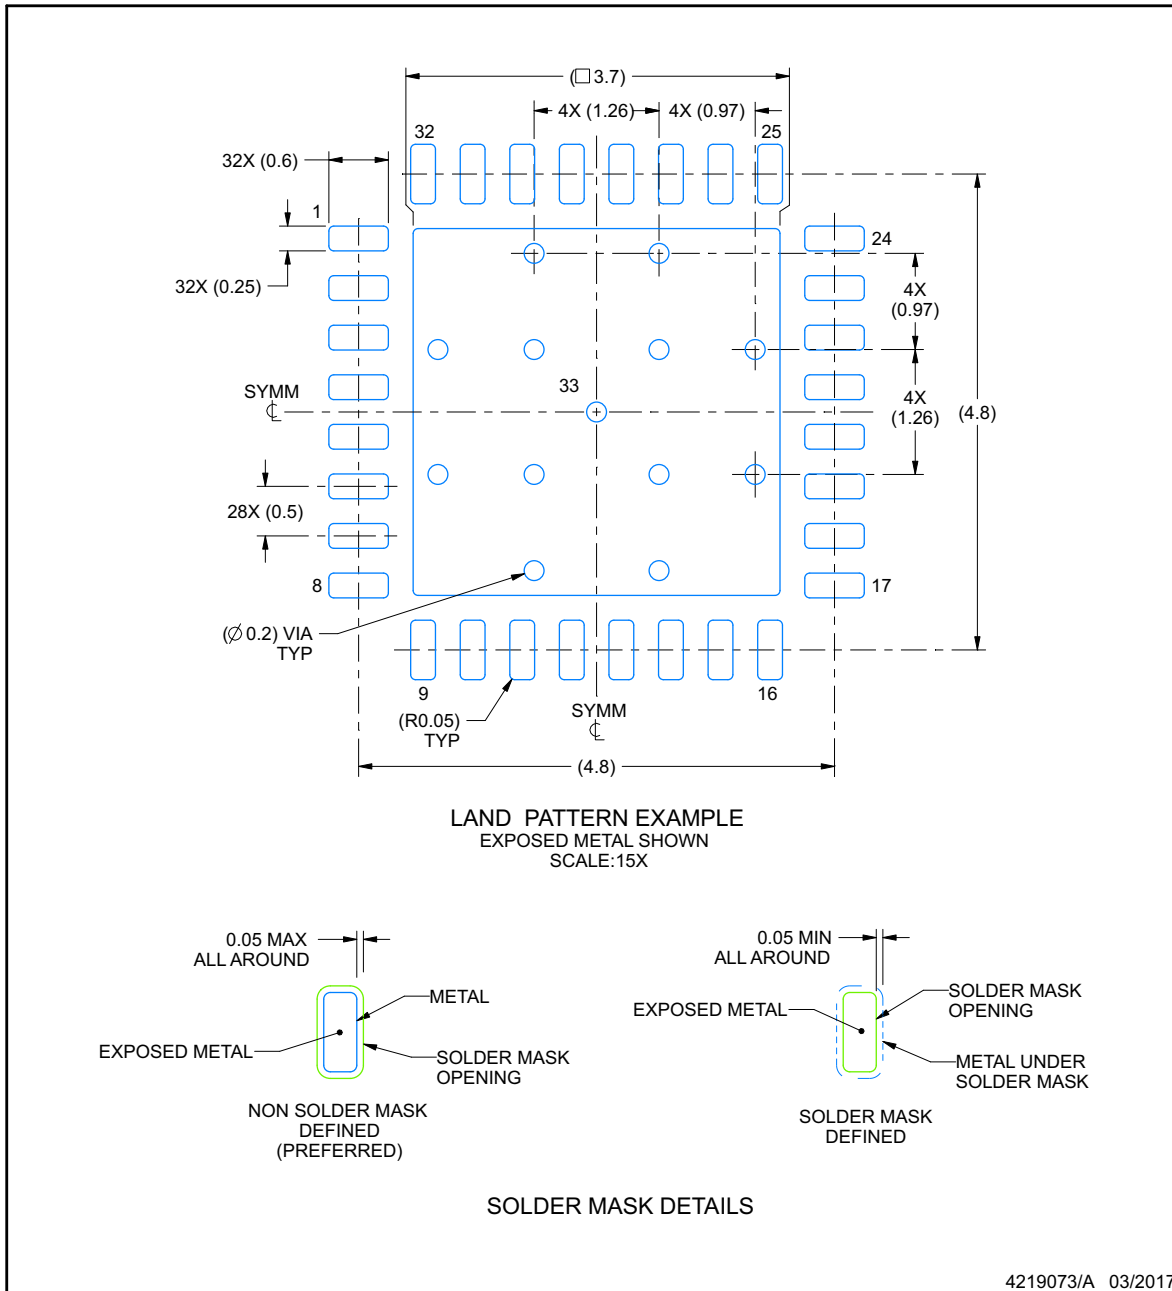 (□ 3.7)
4X (1.26)
4X (0.97)
32
25
32X (0.6)
1
24
32X (0.25)
4X
(0.97)
SYMM
℄
33
4X
(1.26)
(4.8)
28X (0.5)
8
17
(Ø 0.2) VIA
TYP
9
16
(R0.05)
TYP
SYMM
℄
(4.8)
LAND PATTERN EXAMPLE
EXPOSED METAL SHOWN
SCALE:15X
0.05 MAX
ALL AROUND
METAL
EXPOSED METAL
SOLDER MASK
OPENING
NON SOLDER MASK
DEFINED
(PREFERRED)
0.05 MIN
ALL AROUND
EXPOSED METAL
SOLDER MASK
OPENING
METAL UNDER
SOLDER MASK
SOLDER MASK
DEFINED
SOLDER MASK DETAILS
4219073/A 03/2017